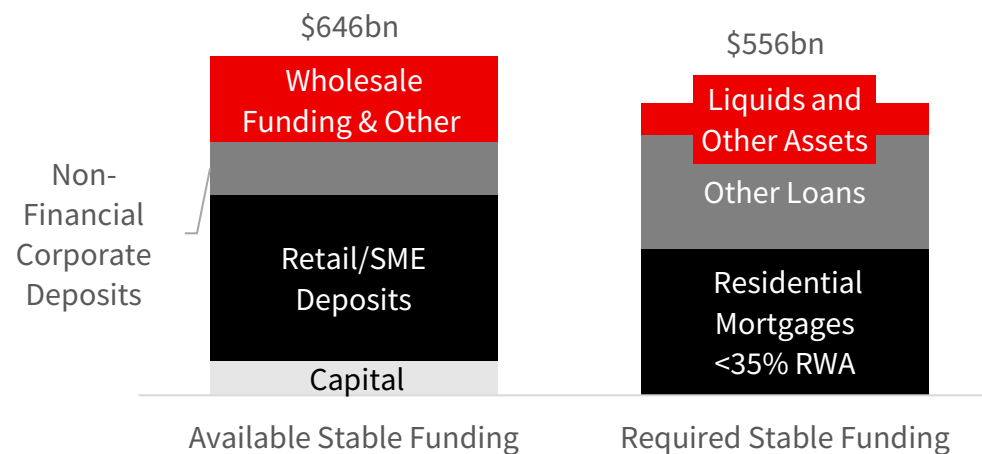 $646bn
Wholesale
Funding & Other
Non-
Financial
Corporate
Deposits
Retail/SME
Deposits
Capital
Available Stable Funding
$556bn
Liquids and
Other Assets
Other Loans
Residential
Mortgages
<35% RWA
Required Stable Funding